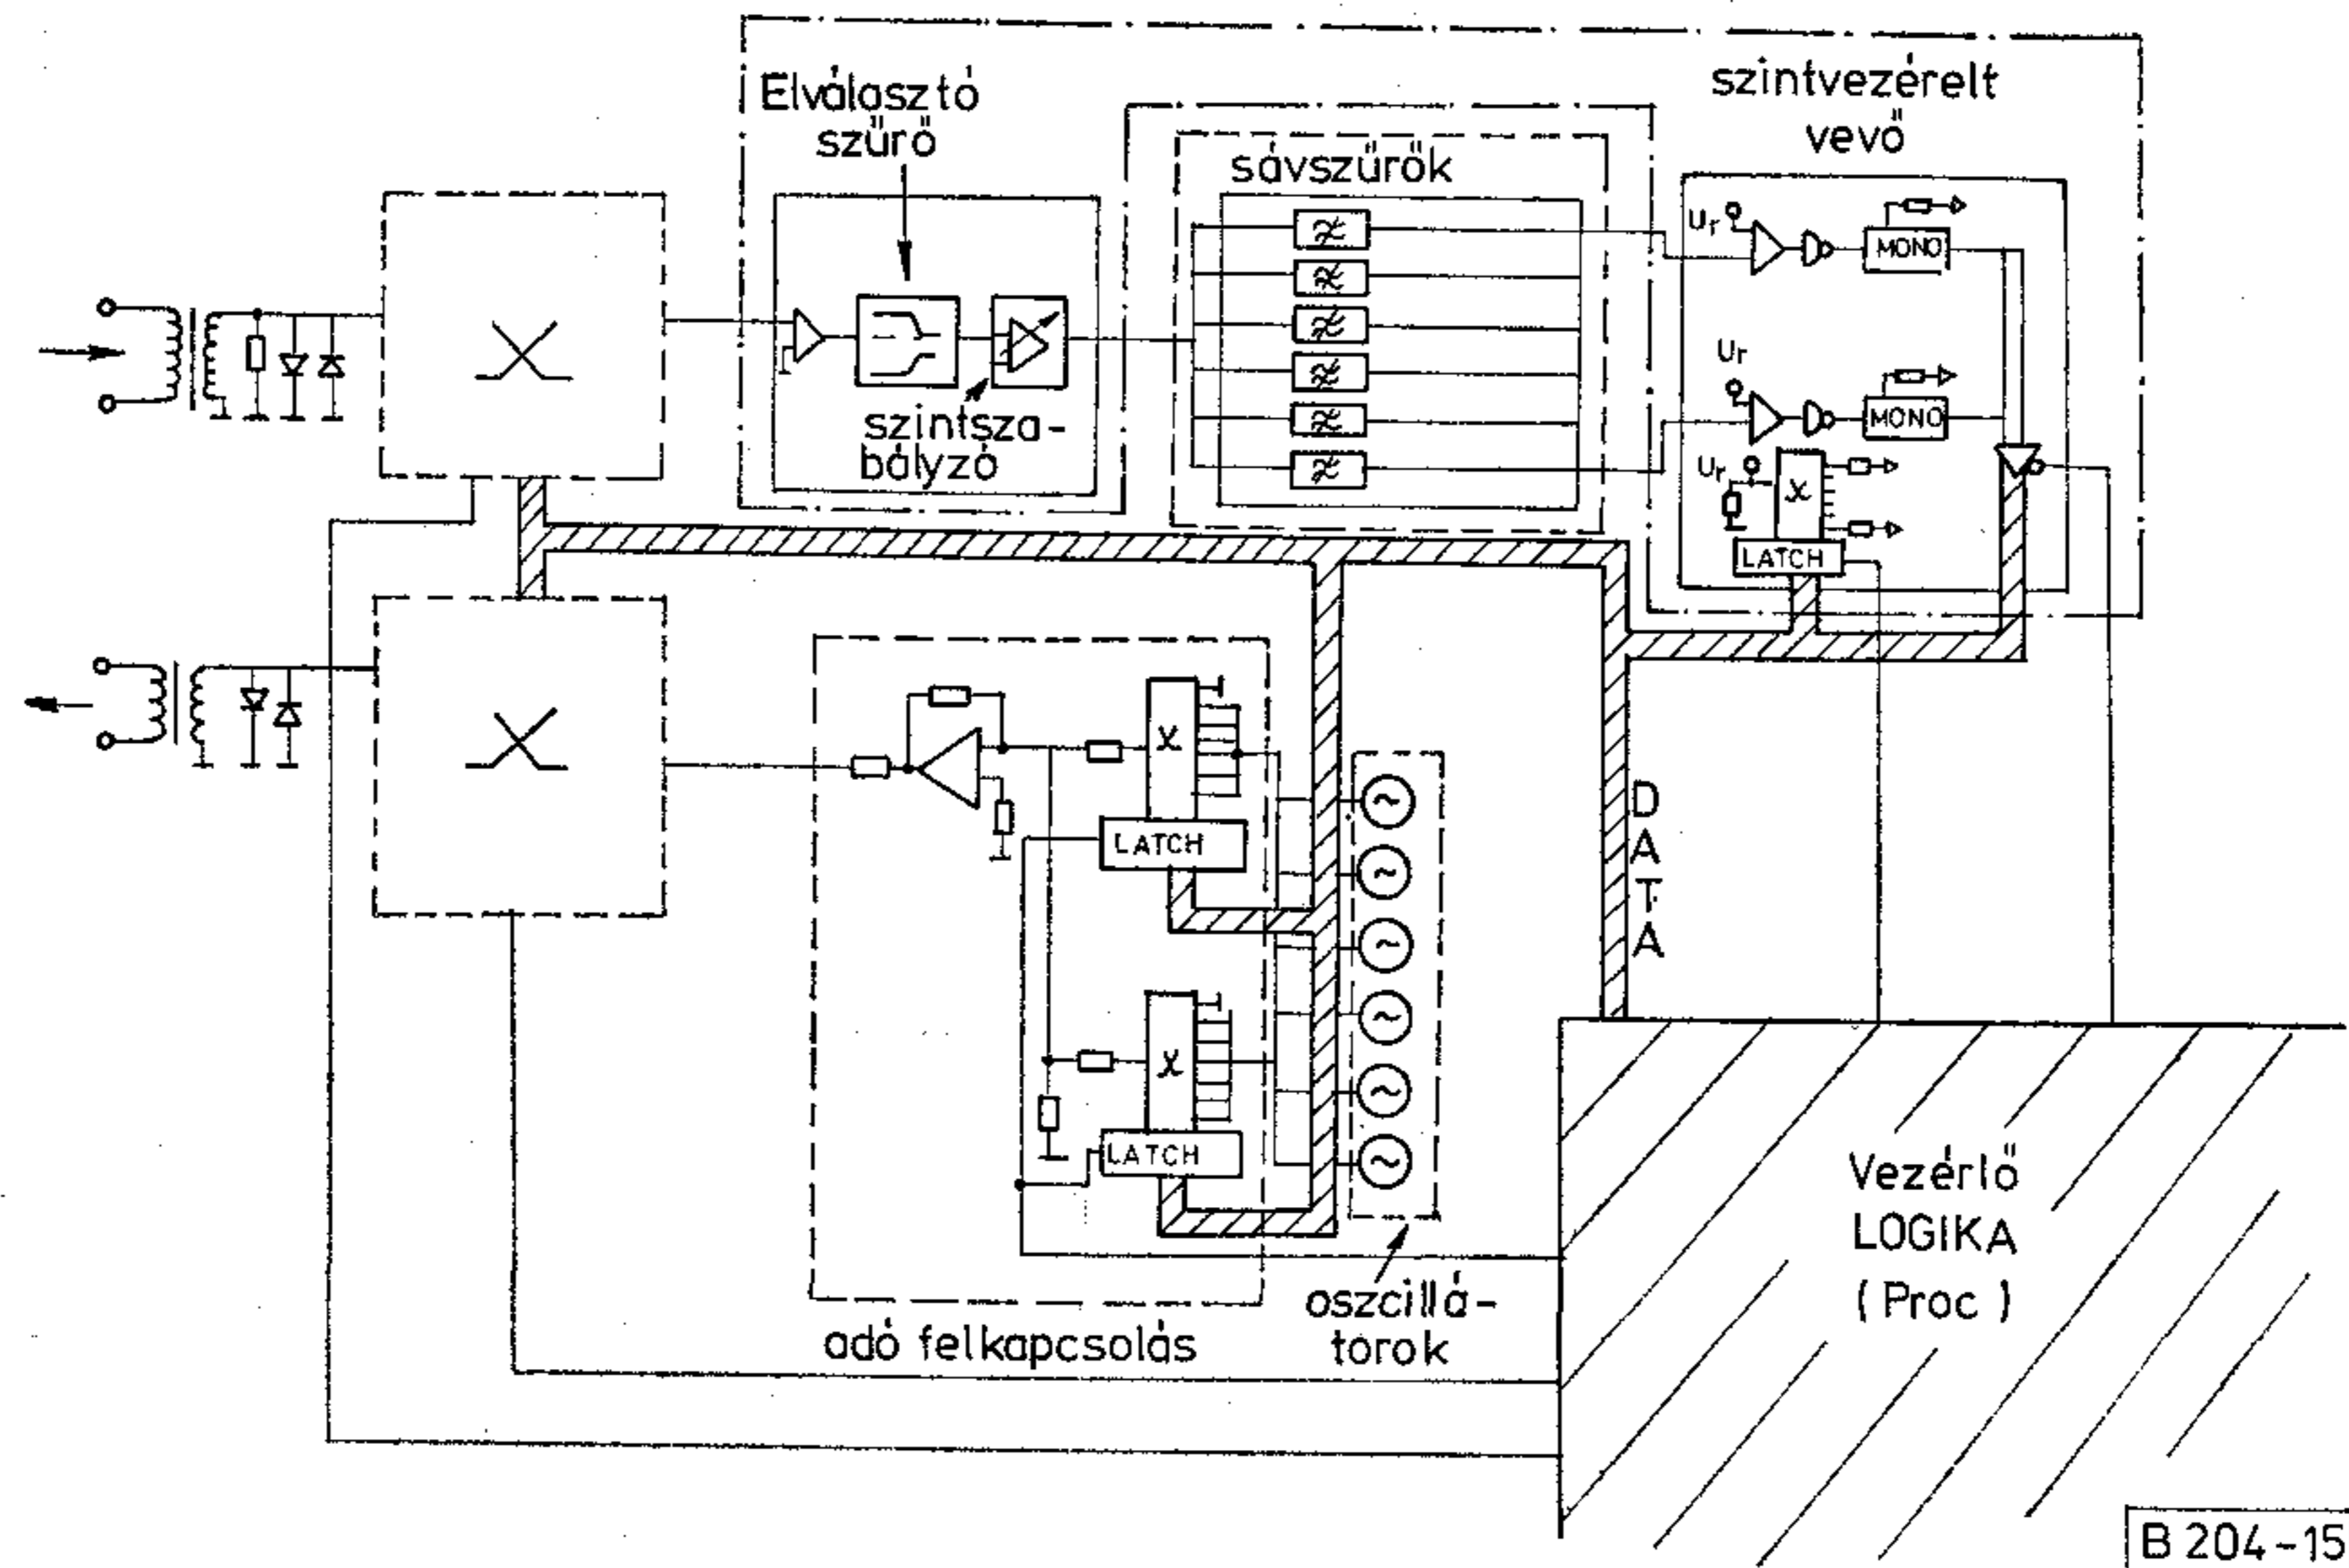 Elválasztó
szűrő
szintvezérelt
vevő
sávszűrők
Ur
MONO
Ur
MONO
szintsza-
bályzó
Ur
X
LATCH
X
LATCH
DATA
X
LATCH
Vezérlő
LOGIKA
(Proc)
oszcillá-
torok
adó felkapcsolás
B 204-15